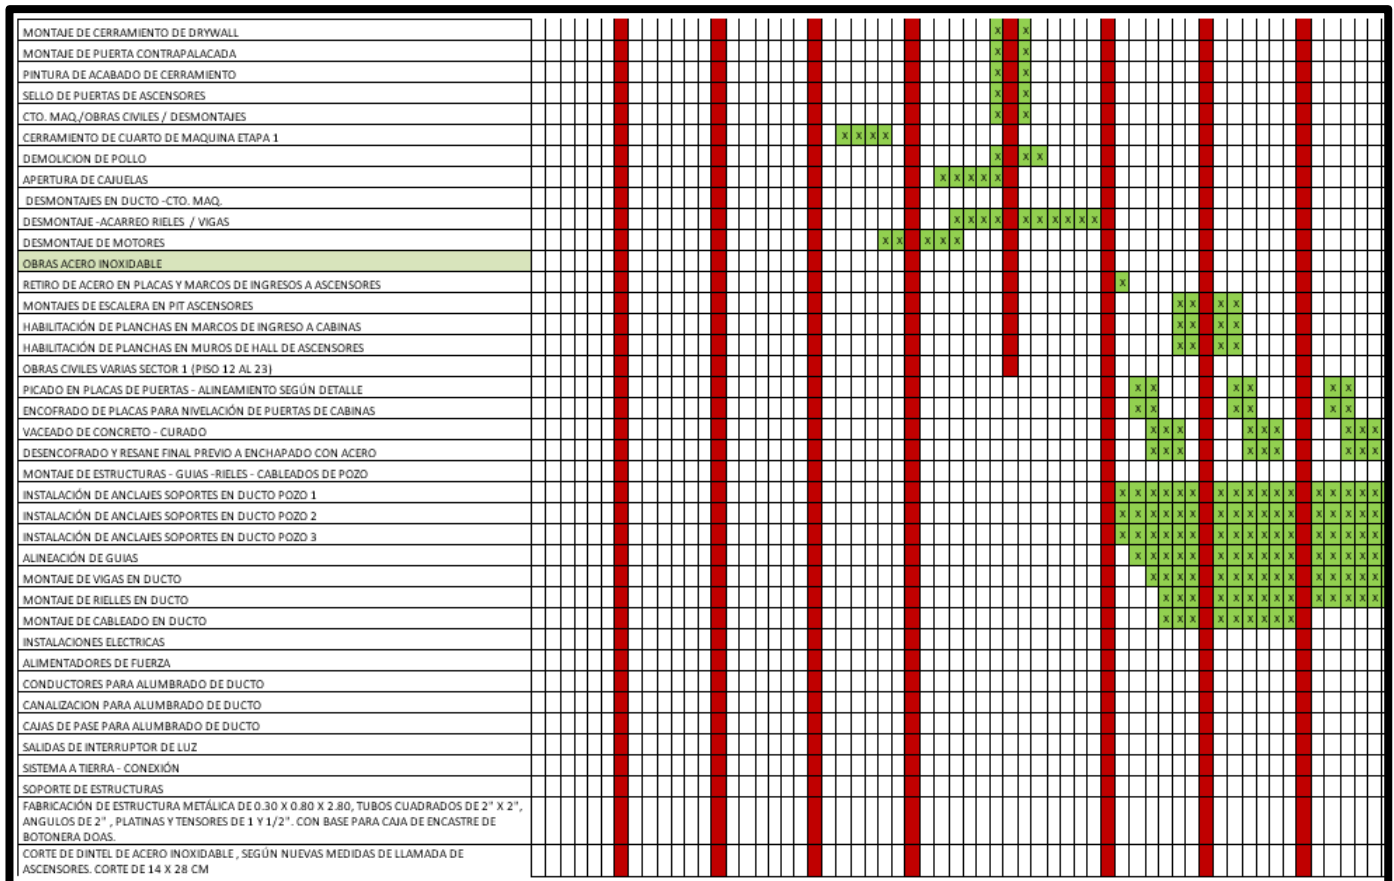 MONTAJE DE CERRAMIENTO DE DRYWALL x x
MONTAJE DE PUERTA CONTRAPALACADA x x
PINTURA DE ACABADO DE CERRAMIENTO x x
SELLO DE PUERTAS DE ASCENSORES x x
CTO. MAQ./OBRAS CIVILES / DESMONTAJES x x
CERRAMIENTO DE CUARTO DE MAQUINA ETAPA 1 x x x x
DEMOLICION DE POLLO x x x
APERTURA DE CAJUELAS x x x x x
DESMONTAJES EN DUCTO -CTO. MAQ.
DESMONTAJE -ACARREO RIELES / VIGAS x x x x x x x x x x
DESMONTAJE DE MOTORES x x x x x
OBRAS ACERO INOXIDABLE
RETIRO DE ACERO EN PLACAS Y MARCOS DE INGRESOS A ASCENSORES x
MONTAJES DE ESCALERA EN PIT ASCENSORES x x x x
HABILITACIÓN DE PLANCHAS EN MARCOS DE INGRESO A CABINAS x x x x
HABILITACIÓN DE PLANCHAS EN MUROS DE HALL DE ASCENSORES x x x x
OBRAS CIVILES VARIAS SECTOR 1 (PISO 12 AL 23)
PICADO EN PLACAS DE PUERTAS - ALINEAMIENTO SEGÚN DETALLE x x x x x x
ENCOFRADO DE PLACAS PARA NIVELACIÓN DE PUERTAS DE CABINAS x x x x x x
VACEADO DE CONCRETO - CURADO x x x x x x x x x
DESENCOFRADO Y RESANE FINAL PREVIO A ENCHAPADO CON ACERO x x x x x x x x x
MONTAJE DE ESTRUCTURAS - GUIAS -RIELES - CABLEADOS DE POZO
INSTALACIÓN DE ANCLAJES SOPORTES EN DUCTO POZO 1 x x x x x x x x x x x x x x x x x
INSTALACIÓN DE ANCLAJES SOPORTES EN DUCTO POZO 2 x x x x x x x x x x x x x x x x x
INSTALACIÓN DE ANCLAJES SOPORTES EN DUCTO POZO 3 x x x x x x x x x x x x x x x x x
ALINEACIÓN DE GUIAS x x x x x x x x x x x x x x x x
MONTAJE DE VIGAS EN DUCTO x x x x x x x x x x x x x x x
MONTAJE DE RIELLES EN DUCTO x x x x x x x x x x x x x x
MONTAJE DE CABLEADO EN DUCTO x x x x x x x x x
INSTALACIONES ELECTRICAS
ALIMENTADORES DE FUERZA
CONDUCTORES PARA ALUMBRADO DE DUCTO
CANALIZACION PARA ALUMBRADO DE DUCTO
CAJAS DE PASE PARA ALUMBRADO DE DUCTO
SALIDAS DE INTERRUPTOR DE LUZ
SISTEMA A TIERRA - CONEXIÓN
SOPORTE DE ESTRUCTURAS
FABRICACIÓN DE ESTRUCTURA METÁLICA DE 0.30 X 0.80 X 2.80, TUBOS CUADRADOS DE 2" X 2",
ANGULOS DE 2" , PLATINAS Y TENSORES DE 1 Y 1/2". CON BASE PARA CAJA DE ENCASTRE DE
BOTONERA DOAS.
CORTE DE DINTEL DE ACERO INOXIDABLE , SEGÚN NUEVAS MEDIDAS DE LLAMADA DE
ASCENSORES. CORTE DE 14 X 28 CM